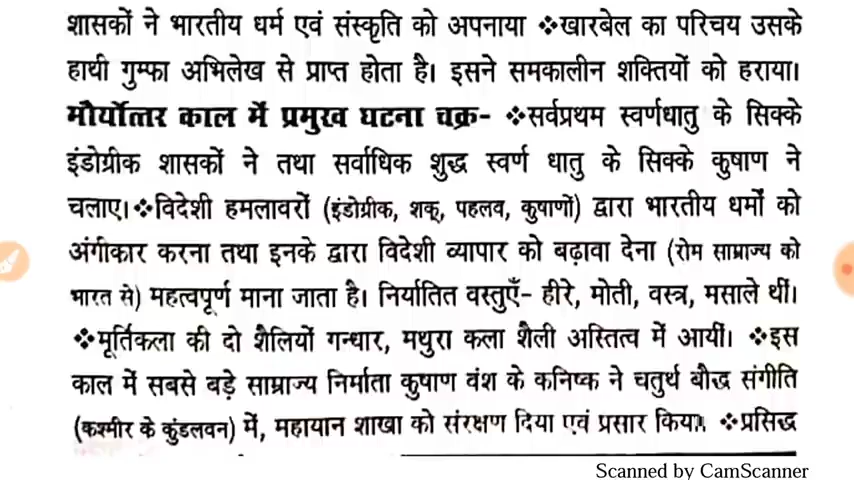 शासकों ने भारतीय धर्म एवं संस्कृति को अपनाया ❖खारबेल का परिचय उसके
हाथी गुम्फा अभिलेख से प्राप्त होता है। इसने समकालीन शक्तियों को हराया।
मौर्योत्तर काल में प्रमुख घटना चक्र- ❖सर्वप्रथम स्वर्णधातु के सिक्के
इंडोग्रीक शासकों ने तथा सर्वाधिक शुद्ध स्वर्ण धातु के सिक्के कुषाण ने
चलाए।❖विदेशी हमलावरों (इंडोग्रीक, शक्, पहलव, कुषाणों) द्वारा भारतीय धर्मों को
अंगीकार करना तथा इनके द्वारा विदेशी व्यापार को बढ़ावा देना (रोम साम्राज्य को
भारत से) महत्वपूर्ण माना जाता है। निर्यातित वस्तुएँ- हीरे, मोती, वस्त्र, मसाले थीं।
❖मूर्तिकला की दो शैलियों गन्धार, मथुरा कला शैली अस्तित्व में आयीं। ❖इस
काल में सबसे बड़े साम्राज्य निर्माता कुषाण वंश के कनिष्क ने चतुर्थ बौद्ध संगीति
(कश्मीर के कुंडलवन) में, महायान शाखा को संरक्षण दिया एवं प्रसार किया। ❖प्रसिद्ध
Scanned by CamScanner